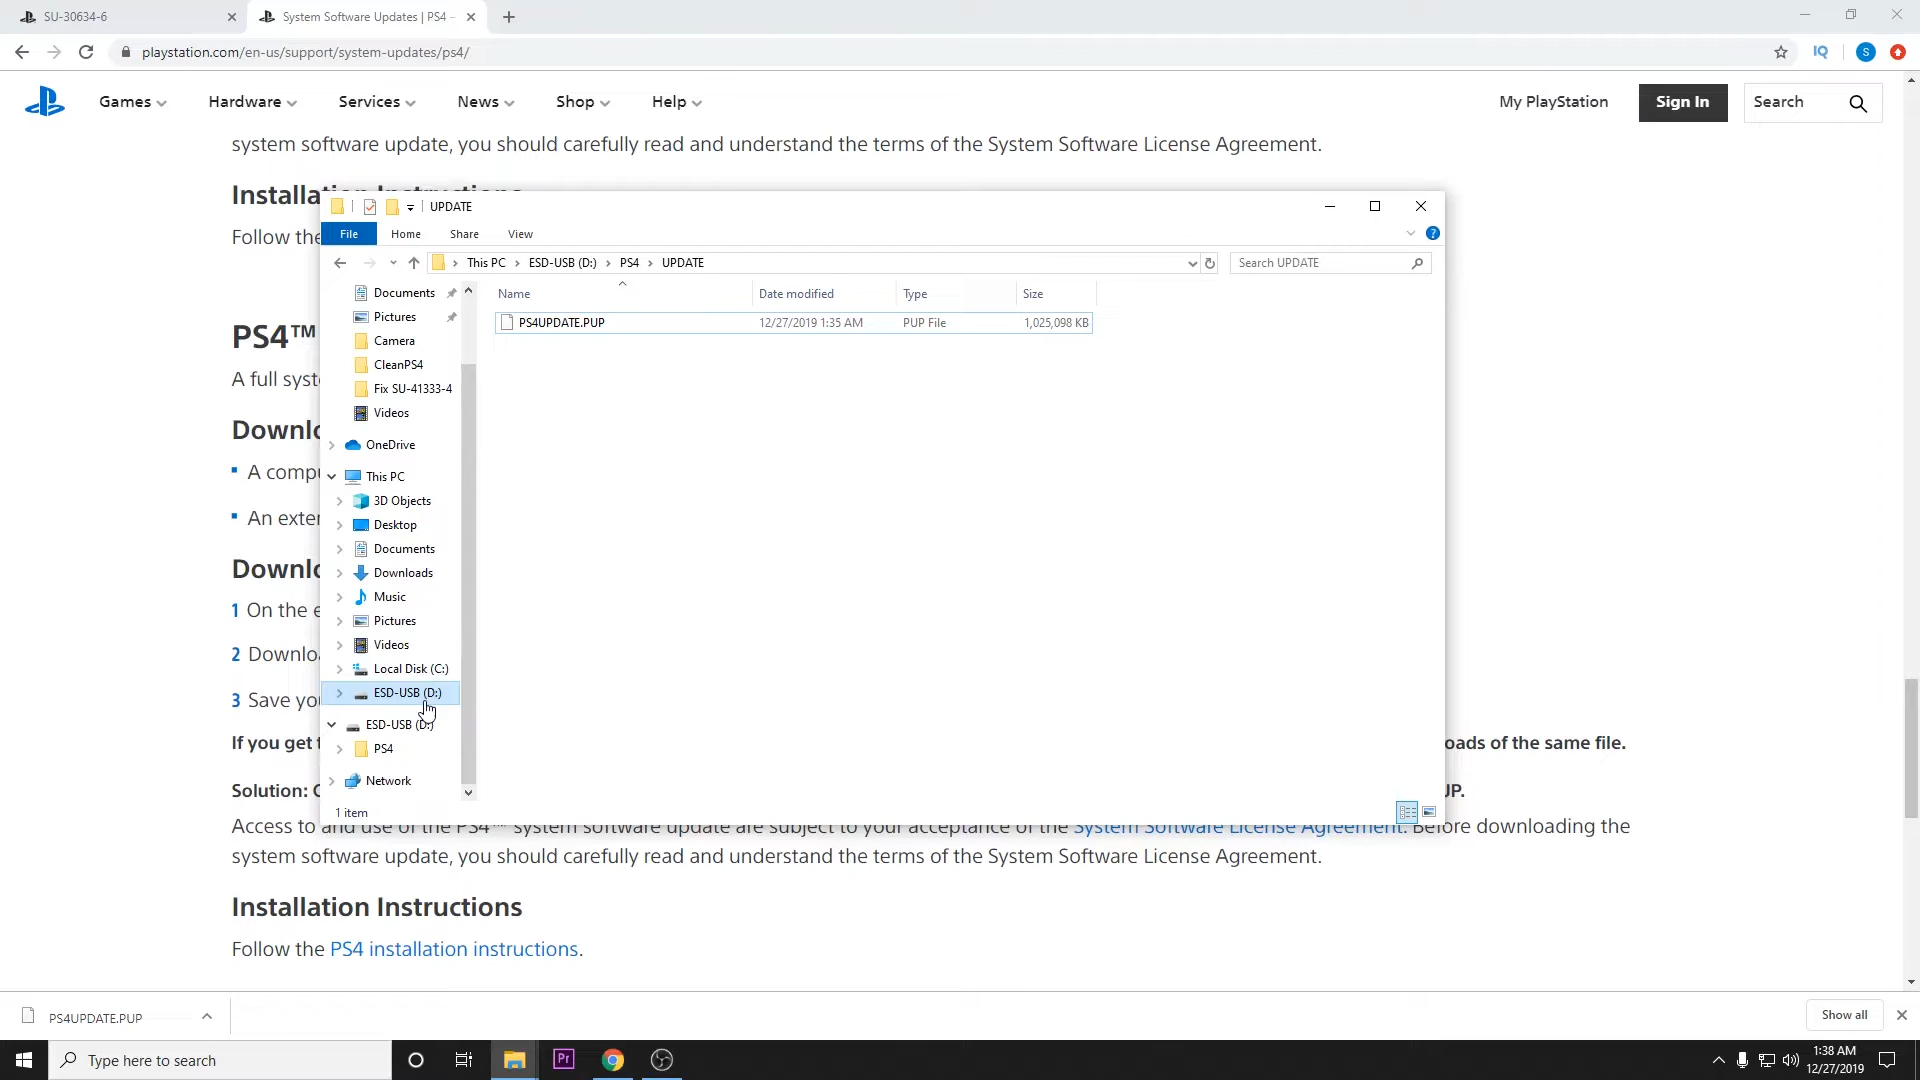 SU-30634-6
System Software Updates | PS4 –
playstation.com/en-us/support/system-updates/ps4/
IQ
S
Games
Hardware
Services
News
Shop
Help
My PlayStation
Sign In
Search
system software update, you should carefully read and understand the terms of the System Software License Agreement.
Installation Instructions
Follow the
UPDATE
File
Home
Share
View
?
This PC
ESD-USB (D:)
PS4
UPDATE
Search UPDATE
Documents
Pictures
Camera
CleanPS4
Fix SU-41333-4
Videos
OneDrive
This PC
3D Objects
Desktop
Documents
Downloads
Music
Pictures
Videos
Local Disk (C:)
ESD-USB (D:)
ESD-USB (D:)
PS4
Network
Name
Date modified
Type
Size
PS4UPDATE.PUP
12/27/2019 1:35 AM
PUP File
1,025,098 KB
1 item
PS4™
A full syst
Downl
A comp
An exter
Downl
1 On the e
2 Downlo
3 Save yo
If you get
oads of the same file.
Solution:
UP.
Access to and use of the PS4™ system software update are subject to your acceptance of the System Software License Agreement. Before downloading the
system software update, you should carefully read and understand the terms of the System Software License Agreement.
Installation Instructions
Follow the PS4 installation instructions.
PS4UPDATE.PUP
Show all
Type here to search
Pr
1:38 AM
12/27/2019